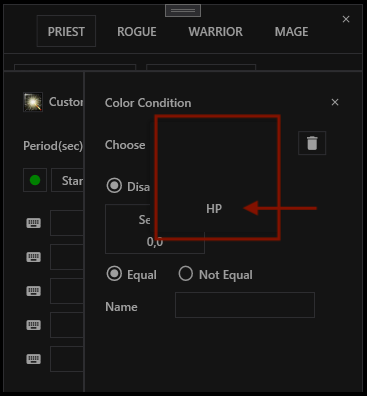 PRIEST ROGUE WARRIOR MAGE
Custom
Color Condition
Period(sec)
Choose
Star
Disa
HP
Se
0,0
Equal Not Equal
Name